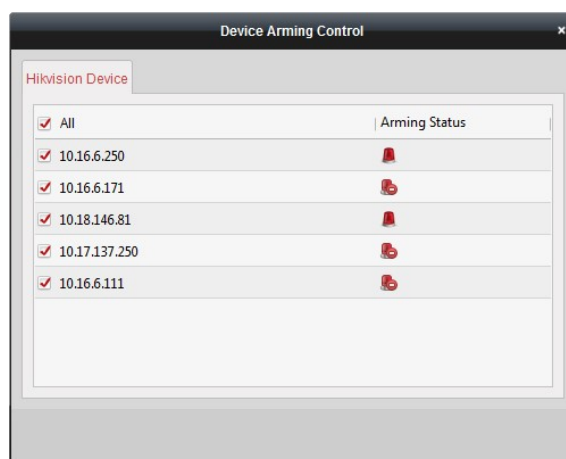 Device Arming Control
Hikvision Device
All Arming Status
10.16.6.250
10.16.6.171
10.18.146.81
10.17.137.250
10.16.6.111